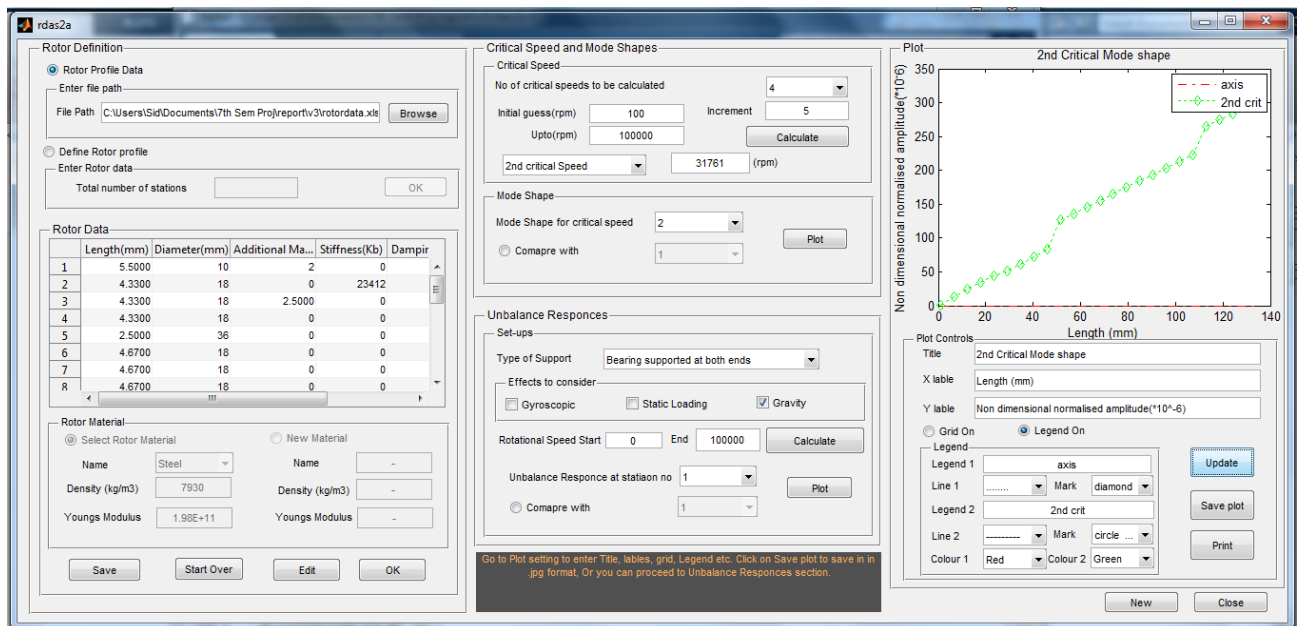 rdas2a
Rotor Definition
Rotor Profile Data
Enter file path
File Path C:\Users\Sid\Documents\7th Sem Proj\report\v3\rotordata.xls Browse
Define Rotor profile
Enter Rotor data
Total number of stations OK
Rotor Data
Length(mm) Diameter(mm) Additional Ma... Stiffness(Kb) Dampir
1 5.5000 10 2 0
2 4.3300 18 0 23412
3 4.3300 18 2.5000 0
4 4.3300 18 0 0
5 2.5000 36 0 0
6 4.6700 18 0 0
7 4.6700 18 0 0
8 4.6700 18 0 0
Rotor Material
Select Rotor Material New Material
Name Steel Name -
Density (kg/m3) 7930 Density (kg/m3) -
Youngs Modulus 1.98E+11 Youngs Modulus -
Save Start Over Edit OK
Critical Speed and Mode Shapes
Critical Speed
No of critical speeds to be calculated 4
Initial guess(rpm) 100 Increment 5
Upto(rpm) 100000 Calculate
2nd critical Speed 31761 (rpm)
Mode Shape
Mode Shape for critical speed 2
Plot
Comapre with 1
Unbalance Responces
Set-ups
Type of Support Bearing supported at both ends
Effects to consider
Gyroscopic Static Loading Gravity
Rotational Speed Start 0 End 100000 Calculate
Unbalance Responce at statiaon no 1
Plot
Comapre with 1
Go to Plot setting to enter Title, lables, grid, Legend etc. Click on Save plot to save in in
.jpg format, Or you can proceed to Unbalance Responces section.
Plot
2nd Critical Mode shape
Non dimensional normalised amplitude(*10^6)
350
300
250
200
150
100
50
0
0 20 40 60 80 100 120 140
Length (mm)
axis
2nd crit
Plot Controls
Title 2nd Critical Mode shape
X lable Length (mm)
Y lable Non dimensional normalised amplitude(*10^-6)
Grid On Legend On
Legend
Legend 1 axis
Line 1 ........ Mark diamond
Legend 2 2nd crit
Line 2 --------- Mark circle ...
Colour 1 Red Colour 2 Green
Update
Save plot
Print
New Close